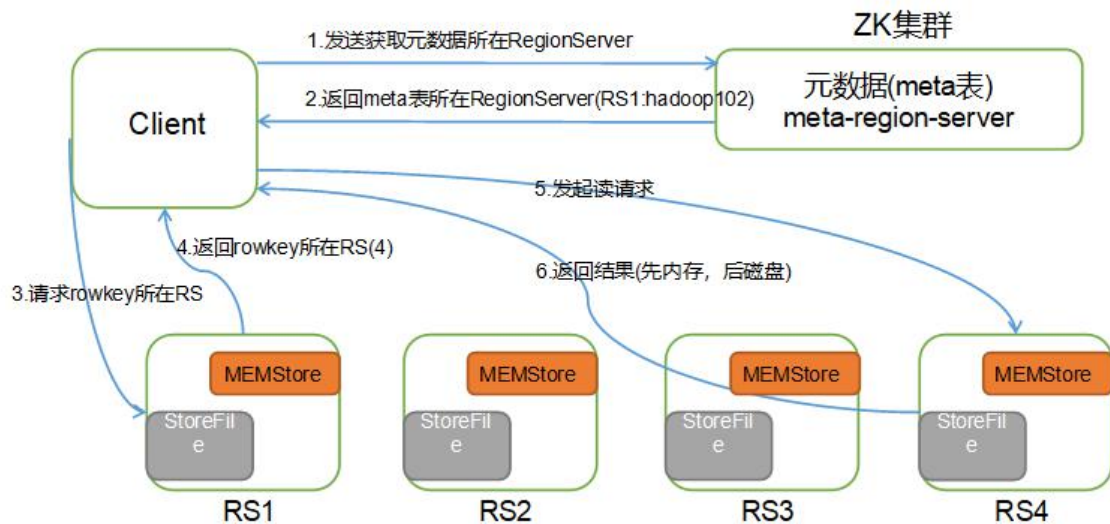 ZK集群
1.发送获取元数据所在RegionServer
元数据(meta表)
meta-region-server
2.返回meta表所在RegionServer(RS1:hadoop102)
Client
5.发起读请求
4.返回rowkey所在RS(4)
6.返回结果(先内存，后磁盘)
3.请求rowkey所在RS
MEMStore
StoreFil
e
RS1
MEMStore
StoreFil
e
RS2
MEMStore
StoreFil
e
RS3
MEMStore
StoreFil
e
RS4